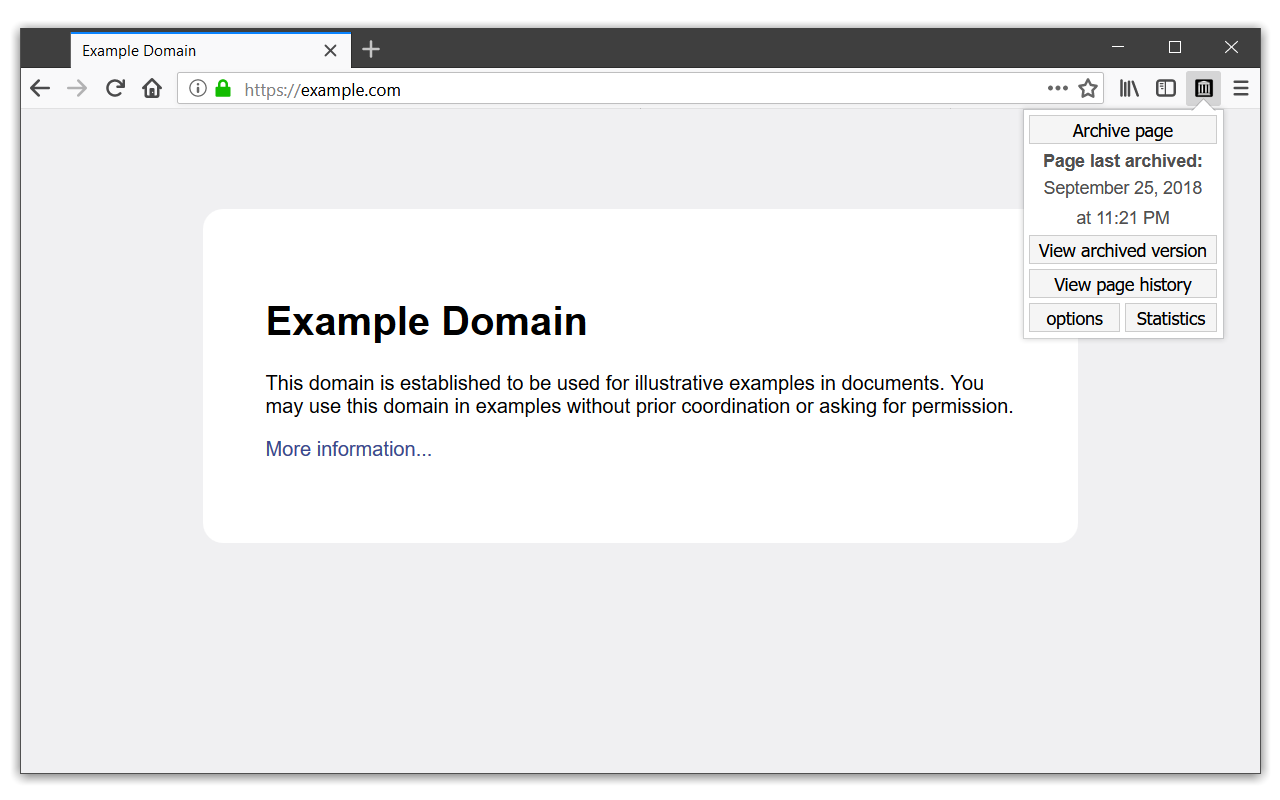 Example Domain
https://example.com
Archive page
Page last archived:
September 25, 2018
at 11:21 PM
View archived version
View page history
options Statistics
Example Domain
This domain is established to be used for illustrative examples in documents. You
may use this domain in examples without prior coordination or asking for permission.
More information...